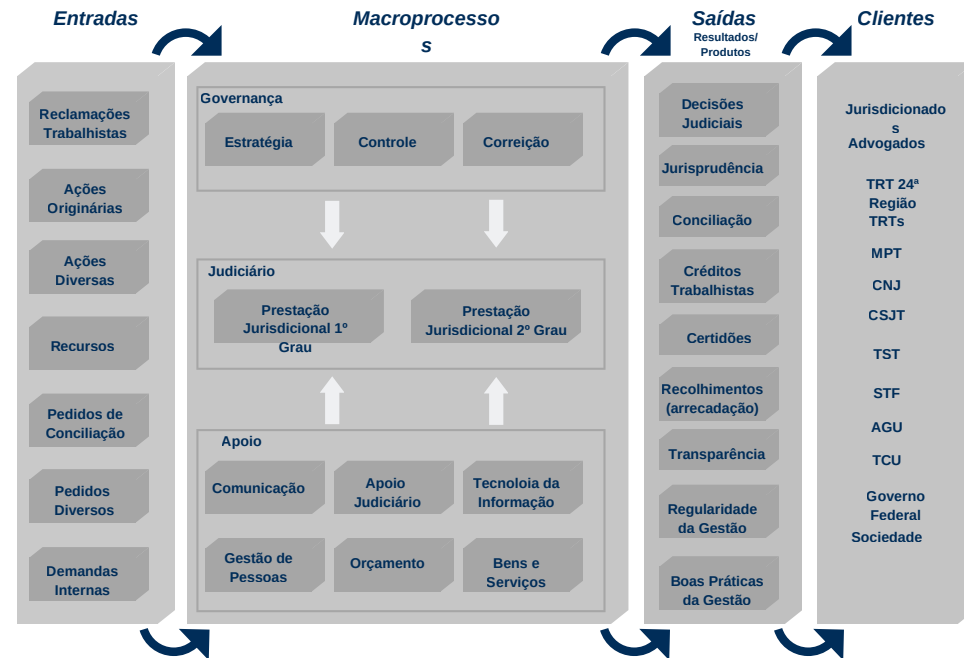 Entradas
Reclamações
Trabalhistas
Ações
Originárias
Ações
Diversas
Recursos
Pedidos de
Conciliação
Pedidos
Diversos
Demandas
Internas
Macroprocesso
s
Governança
Estratégia
Controle
Correição
Judiciário
Prestação
Jurisdicional 1º
Grau
Prestação
Jurisdicional 2º Grau
Apoio
Comunicação
Apoio
Judiciário
Tecnoloia da
Informação
Gestão de
Pessoas
Orçamento
Bens e
Serviços
Saídas
Resultados/
Produtos
Decisões
Judiciais
Jurisprudência
Conciliação
Créditos
Trabalhistas
Certidões
Recolhimentos
(arrecadação)
Transparência
Regularidade
da Gestão
Boas Práticas
da Gestão
Clientes
Jurisdicionado
s
Advogados
TRT 24ª
Região
TRTs
MPT
CNJ
CSJT
TST
STF
AGU
TCU
Governo
Federal
Sociedade